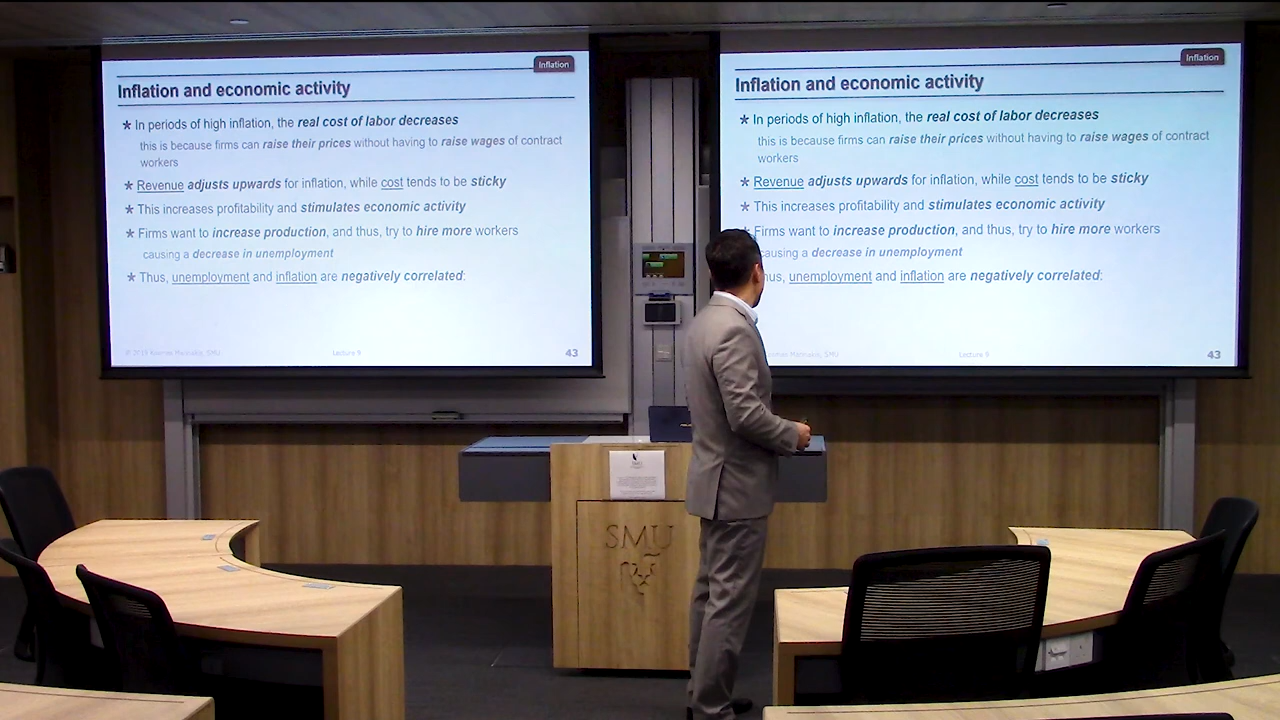 Inflation
Inflation and economic activity
* In periods of high inflation, the real cost of labor decreases
this is because firms can raise their prices without having to raise wages of contract
workers
* Revenue adjusts upwards for inflation, while cost tends to be sticky
* This increases profitability and stimulates economic activity
* Firms want to increase production, and thus, try to hire more workers
causing a decrease in unemployment
* Thus, unemployment and inflation are negatively correlated:
Lecture 9
43
Inflation
Inflation and economic activity
* In periods of high inflation, the real cost of labor decreases
this is because firms can raise their prices without having to raise wages of contract
workers
* Revenue adjusts upwards for inflation, while cost tends to be sticky
* This increases profitability and stimulates economic activity
* Firms want to increase production, and thus, try to hire more workers
causing a decrease in unemployment
unemployment and inflation are negatively correlated:
Lecture 9
43
SMU